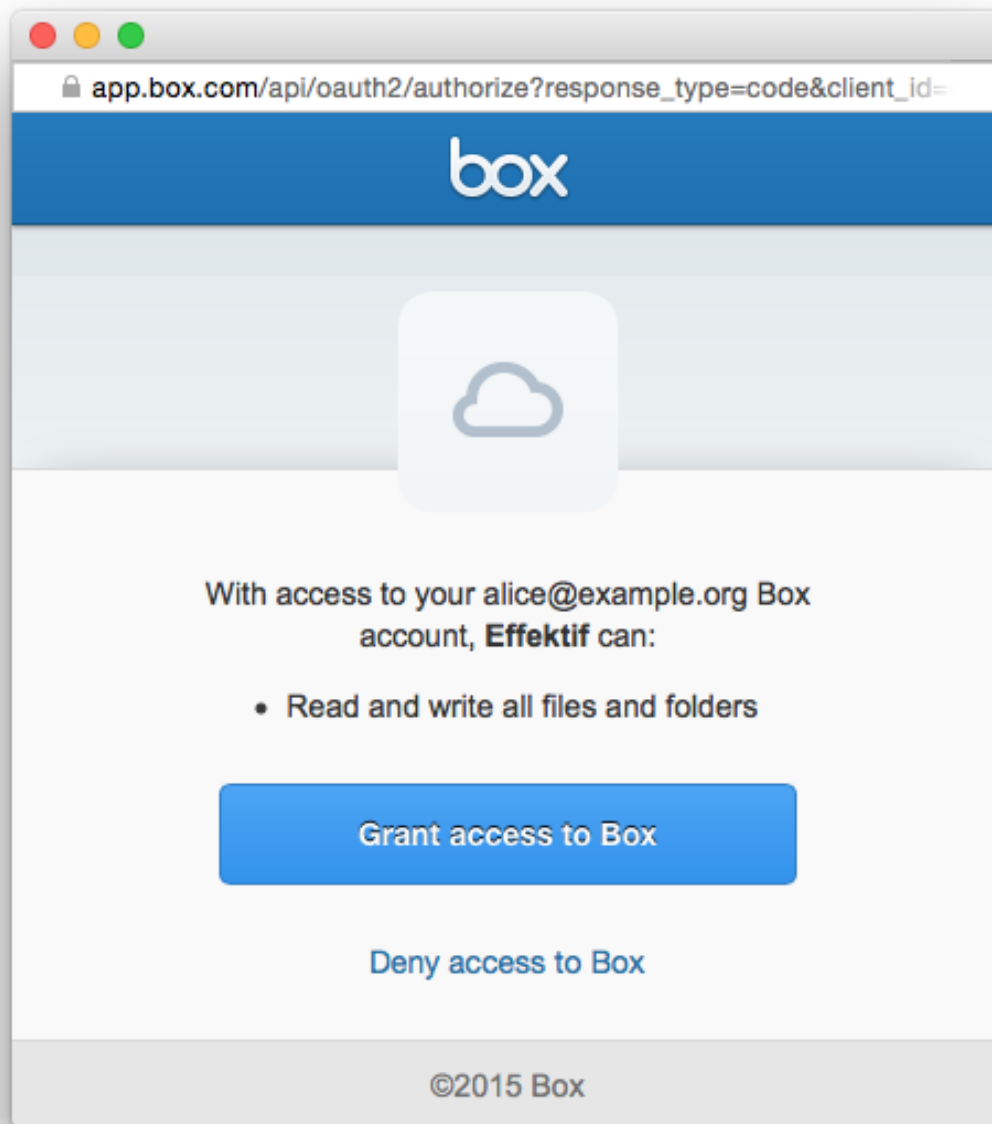 app.box.com/api/oauth2/authorize?response_type=code&client_id=
box
With access to your alice@example.org Box
account, Effektif can:
• Read and write all files and folders
Grant access to Box
Deny access to Box
©2015 Box